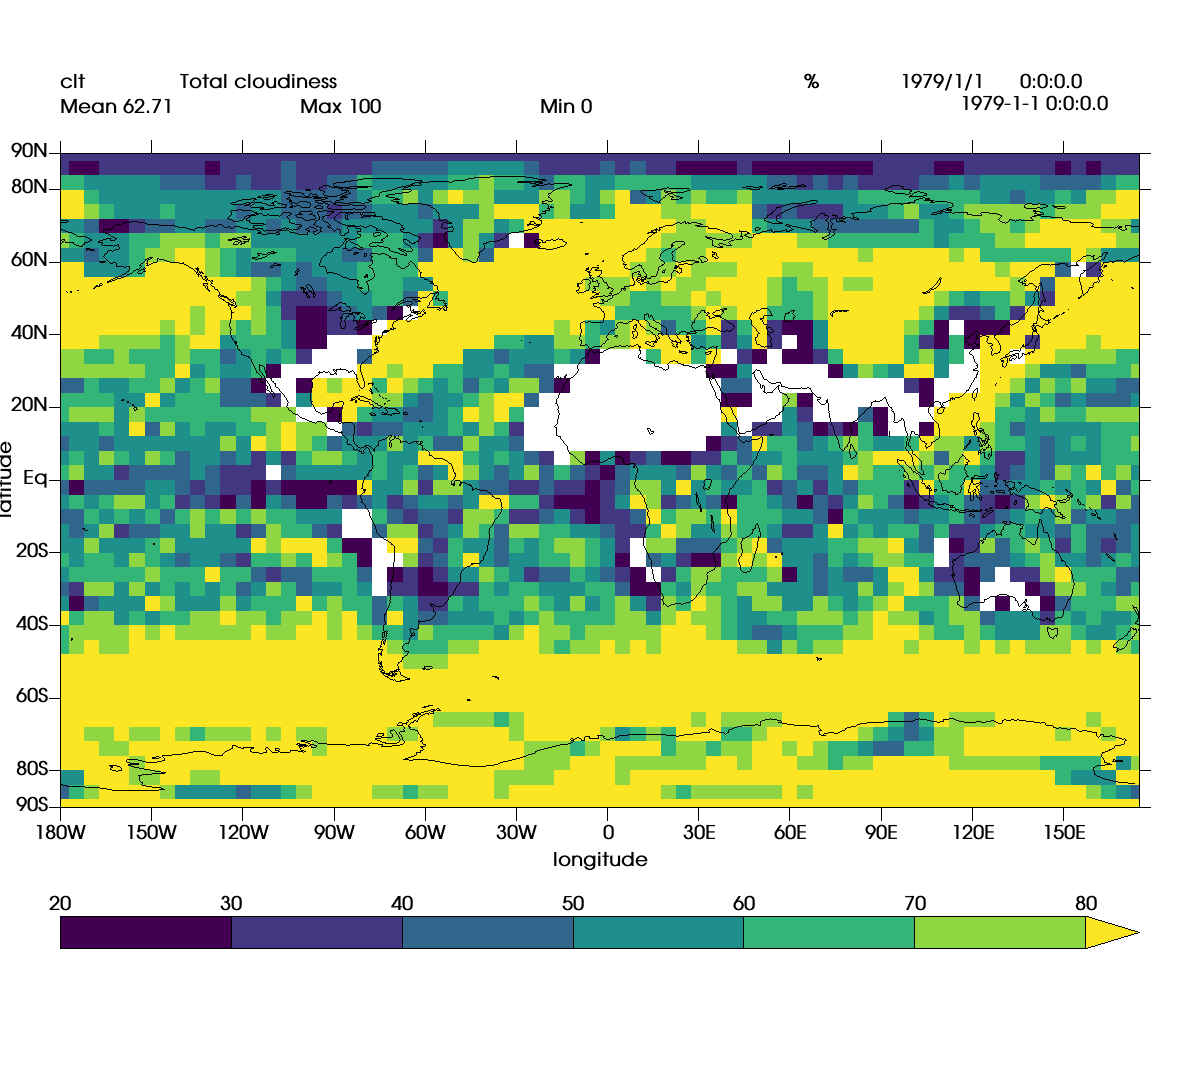 clt Total cloudiness % 1979/1/1 0:0:0.0
Mean 62.71 Max 100 Min 0 1979-1-1 0:0:0.0
90N
80N
60N
40N
20N
Eq
20S
40S
60S
80S
90S
latitude
180W 150W 120W 90W 60W 30W 0 30E 60E 90E 120E 150E
longitude
20 30 40 50 60 70 80